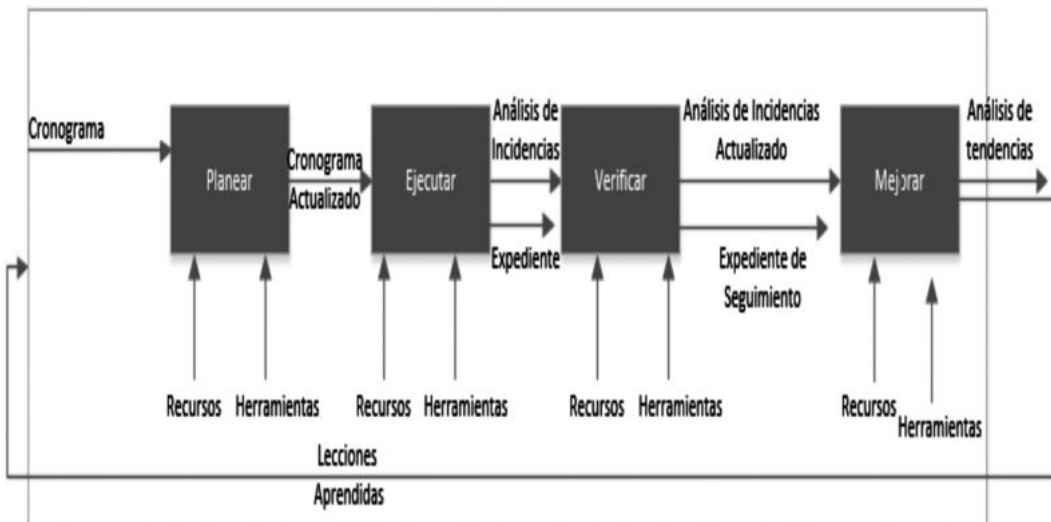 Cronograma
Planear
Cronograma
Actualizado
Ejecutar
Análisis de
Incidencias
Expediente
Verificar
Análisis de Incidencias
Actualizado
Expediente de
Seguimiento
Mejorar
Análisis de
tendencias
Recursos
Herramientas
Recursos
Herramientas
Recursos
Herramientas
Recursos
Herramientas
Lecciones
Aprendidas